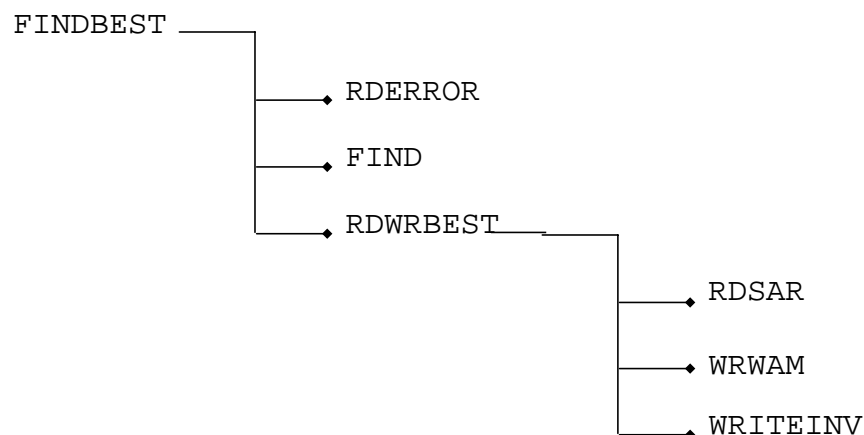 FINDBEST
RDERROR
FIND
RDWRBEST
RDSAR
WRWAM
WRITEINV